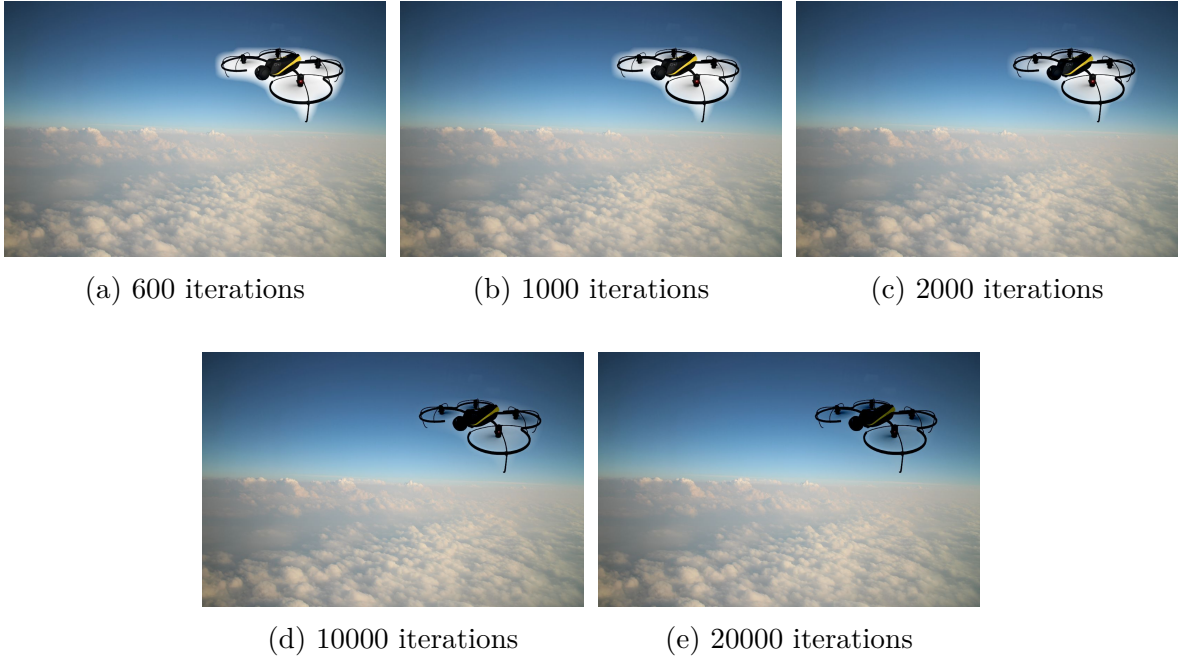 (a) 600 iterations
(b) 1000 iterations
(c) 2000 iterations
(d) 10000 iterations
(e) 20000 iterations